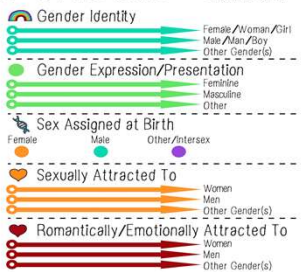 Gender Identity
Female/Woman/Girl
Male/Man/Boy
Other Gender(s)
Gender Expression/Presentation
Feminine
Masculine
Other
Sex Assigned at Birth
Female Male Other/Intersex
Sexually Attracted To
Women
Men
Other Gender(s)
Romantically/Emotionally Attracted To
Women
Men
Other Gender(s)